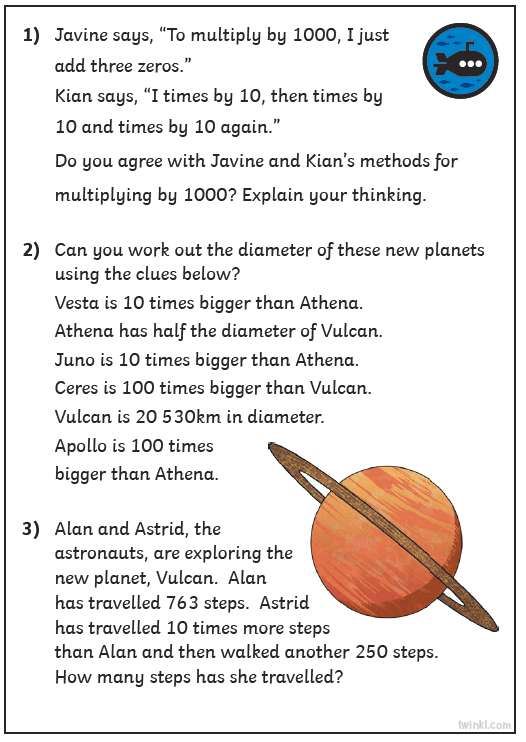 1) Javine says, “To multiply by 1000, I just
add three zeros.”
Kian says, “I times by 10, then times by
10 and times by 10 again.”
Do you agree with Javine and Kian’s methods for
multiplying by 1000? Explain your thinking.
2) Can you work out the diameter of these new planets
using the clues below?
Vesta is 10 times bigger than Athena.
Athena has half the diameter of Vulcan.
Juno is 10 times bigger than Athena.
Ceres is 100 times bigger than Vulcan.
Vulcan is 20 530km in diameter.
Apollo is 100 times
bigger than Athena.
3) Alan and Astrid, the
astronauts, are exploring the
new planet, Vulcan.  Alan
has travelled 763 steps.  Astrid
has travelled 10 times more steps
than Alan and then walked another 250 steps.
How many steps has she travelled?
twinkl.com